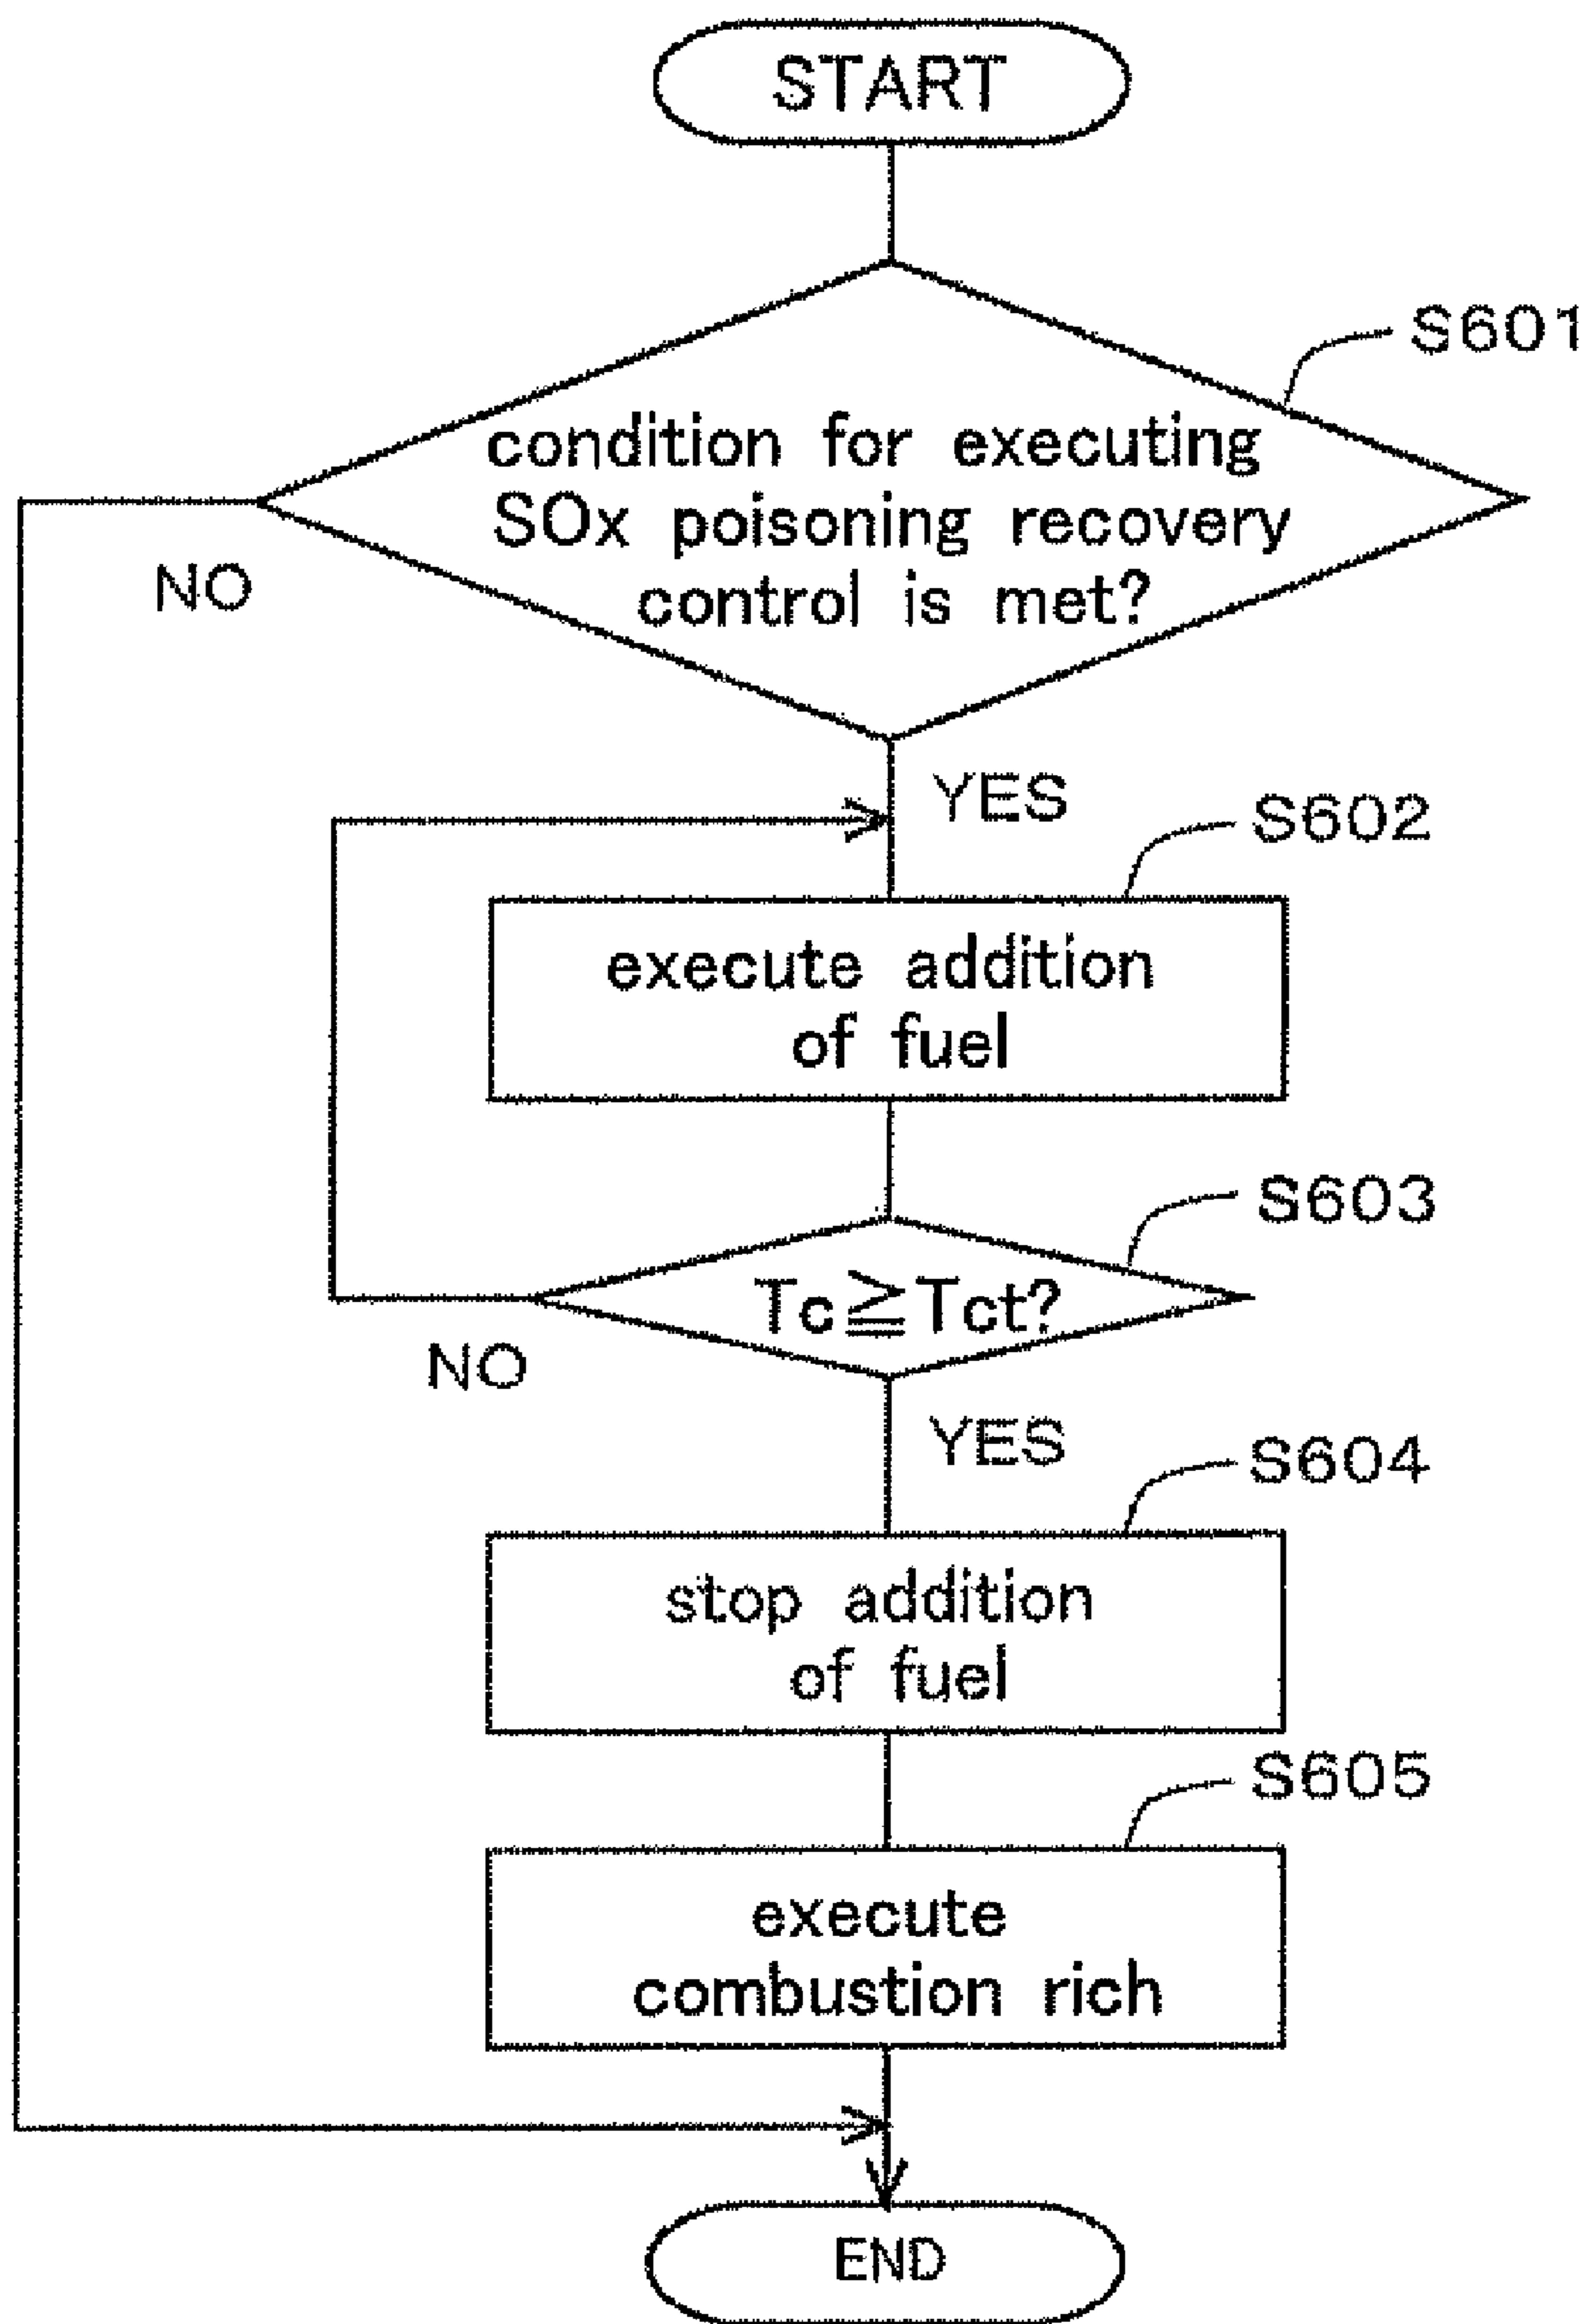 START
S601
condition for executing
SOx poisoning recovery
control is met?
NO
YES
S602
execute addition
of fuel
S603
Tc≧Tct?
NO
YES
S604
stop addition
of fuel
S605
execute
combustion rich
END